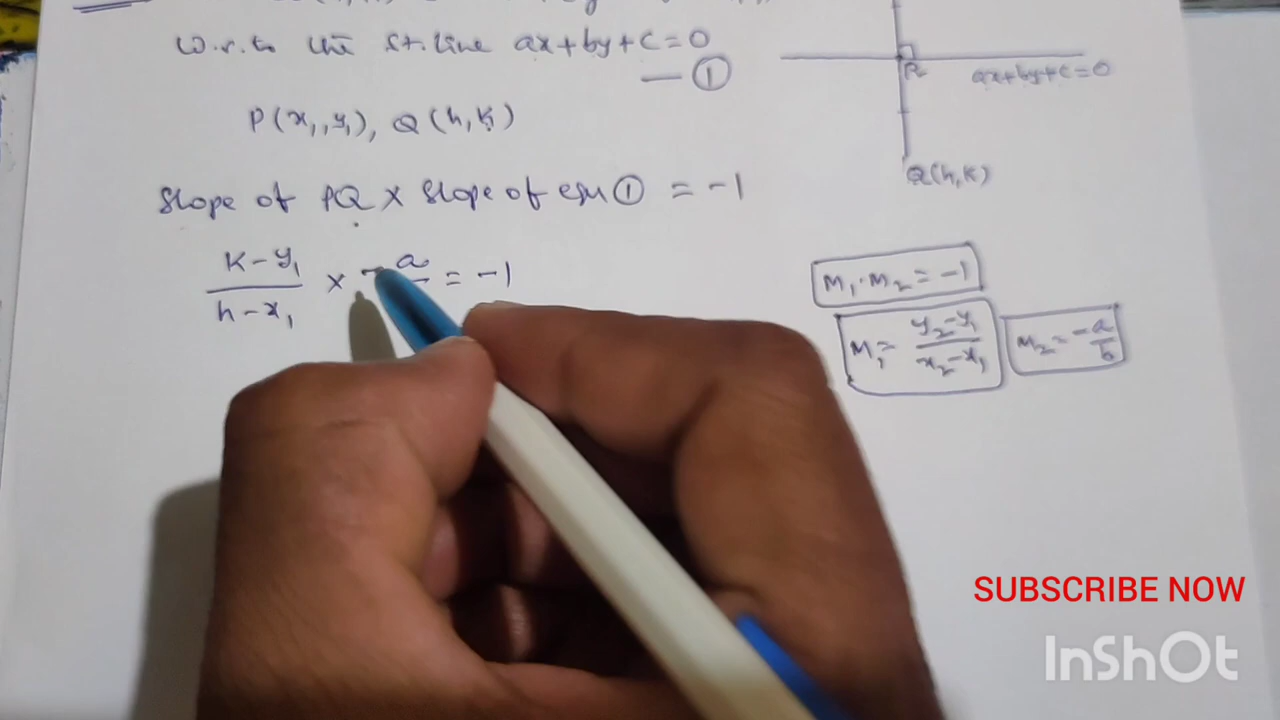 W.r.to the St.line ax+by+c=0
— ①
P(x₁,y₁), Q(h,k)
Slope of PQ × Slope of equ ① = -1
K-y₁/h-x₁ × -a = -1
R
ax+by+c=0
Q(h,k)
M₁·M₂=-1
M₁= y₂-y₁/x₂-x₁
M₂=-a/b
SUBSCRIBE NOW
InShOt